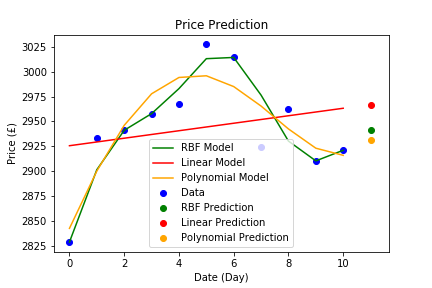 Price Prediction
3025
3000
2975
2950
2925
2900
2875
2850
2825
Price (£)
RBF Model
Linear Model
Polynomial Model
Data
RBF Prediction
Linear Prediction
Polynomial Prediction
0 2 4 6 8 10
Date (Day)